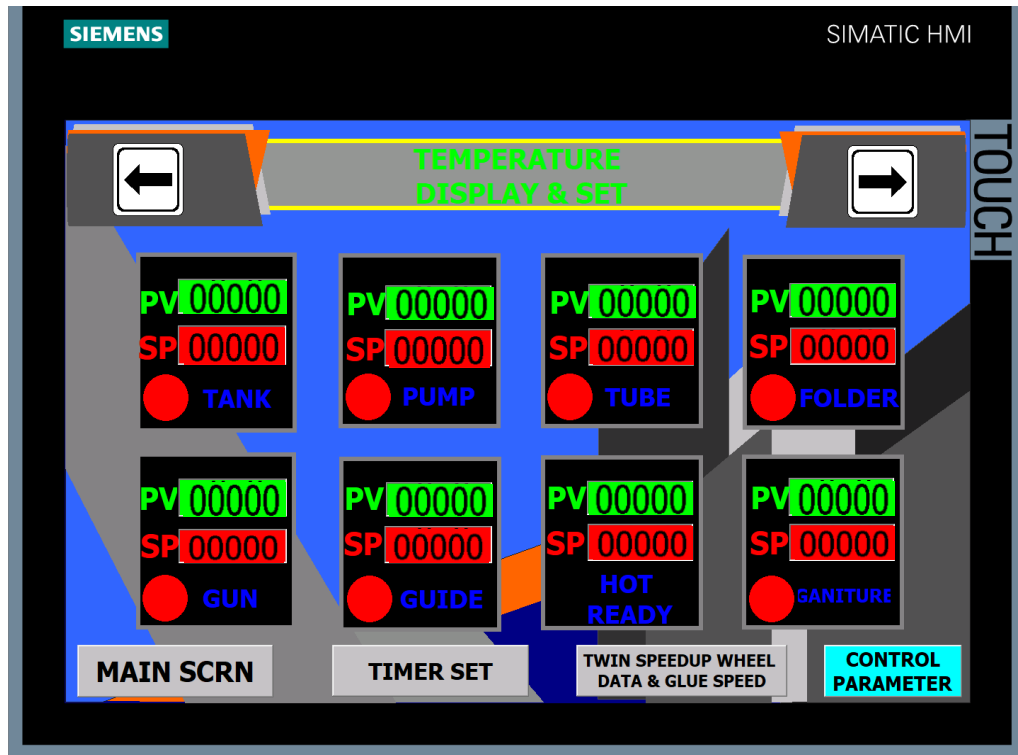 SIEMENS
SIMATIC HMI
TOUCH
TEMPERATURE
DISPLAY & SET
PV 00000
SP 00000
TANK
PV 00000
SP 00000
PUMP
PV 00000
SP 00000
TUBE
PV 00000
SP 00000
FOLDER
PV 00000
SP 00000
GUN
PV 00000
SP 00000
GUIDE
PV 00000
SP 00000
HOT
READY
PV 00000
SP 00000
GANITURE
MAIN SCRN
TIMER SET
TWIN SPEEDUP WHEEL
DATA & GLUE SPEED
CONTROL
PARAMETER